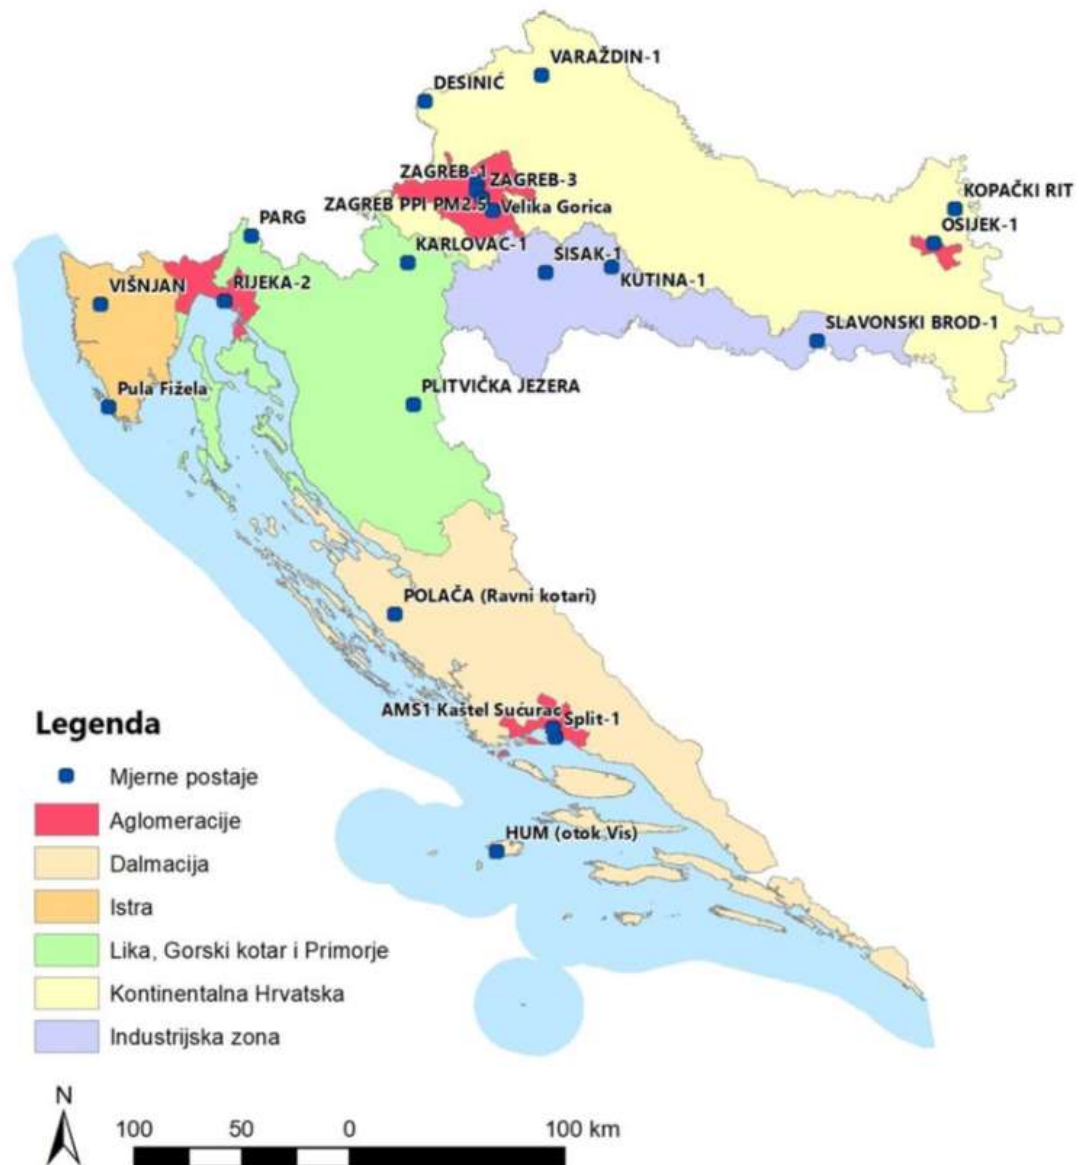 VARAŽDIN-1
DESINIĆ
ZAGREB-1
ZAGREB-3
KOPAČKI RIT
ZAGREB PPI PM2.5
Velika Gorica
PARG
OSIJEK-1
KARLOVAC-1
SISAK-1
KUTINA-1
VIŠNJAN
RIJEKA-2
SLAVONSKI BROD-1
Pula Fižela
PLITVIČKA JEZERA
POLAČA (Ravni kotari)
AMS1 Kaštel Sućurac
Split-1
HUM (otok Vis)
Legenda
Mjerne postaje
Aglomeracije
Dalmacija
Istra
Lika, Gorski kotar i Primorje
Kontinentalna Hrvatska
Industrijska zona
N
100 50 0 100 km